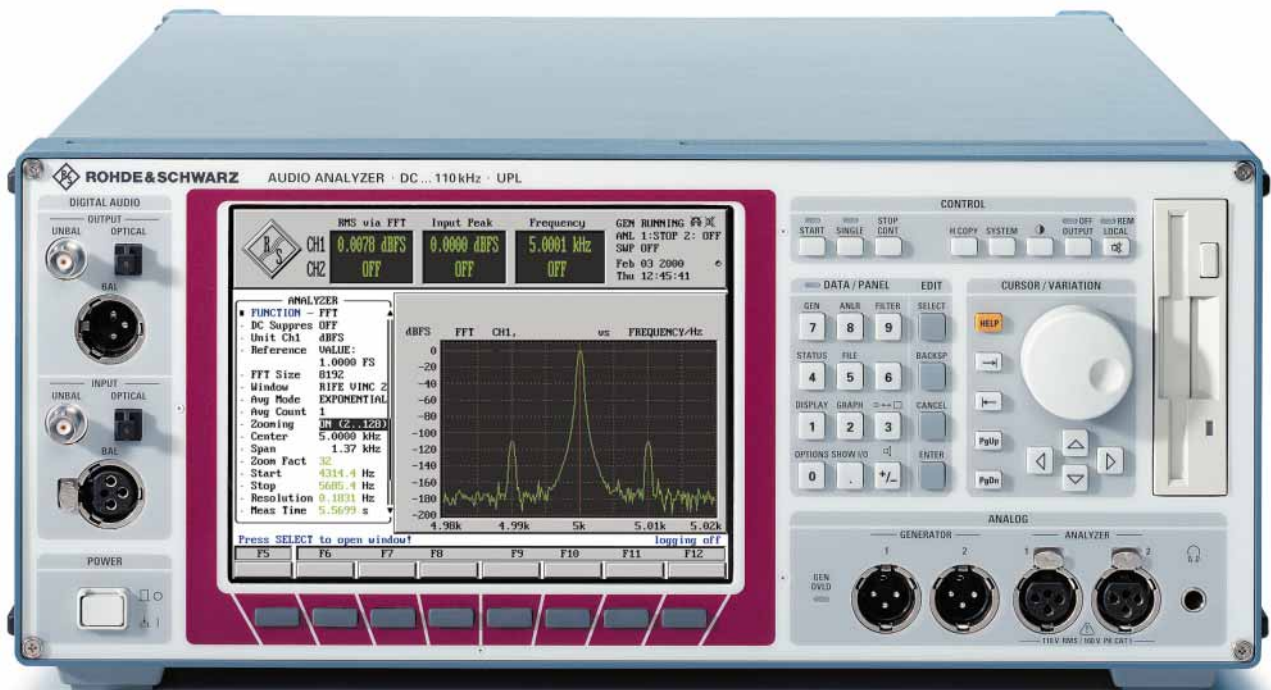 ROHDE&SCHWARZ AUDIO ANALYZER · DC ... 110 kHz · UPL
DIGITAL AUDIO
OUTPUT
UNBAL OPTICAL
BAL
INPUT
UNBAL OPTICAL
BAL
POWER
R S
RMS via FFT Input Peak Frequency
CH1 0.0078 dBFS 0.0000 dBFS 5.0001 kHz
CH2 OFF OFF OFF
GEN RUNNING
ANL 1:STOP 2: OFF
SWP OFF
Feb 03 2000
Thu 12:45:41
ANALYZER
FUNCTION - FFT
DC Suppres OFF
Unit Ch1 dBFS
Reference VALUE:
1.0000 FS
FFT Size 8192
Window RIFE VINC 2
Avg Mode EXPONENTIAL
Avg Count 1
Zooming ON (2..128)
Center 5.0000 kHz
Span 1.37 kHz
Zoom Fact 32
Start 4314.4 Hz
Stop 5685.4 Hz
Resolution 0.1831 Hz
Meas Time 5.5699 s
dBFS FFT CH1, vs FREQUENCY/Hz
0
-20
-40
-60
-80
-100
-120
-140
-160
-180
-200
4.98k 4.99k 5k 5.01k 5.02k
Press SELECT to open window! logging off
F5 F6 F7 F8 F9 F10 F11 F12
CONTROL
START SINGLE STOP CONT H COPY SYSTEM OFF OUTPUT REM LOCAL
DATA / PANEL EDIT
GEN ANLR FILTER SELECT
7 8 9
STATUS FILE BACKSP
4 5 6
DISPLAY GRAPH CANCEL
1 2 3
OPTIONS SHOW I/O ENTER
0 . +/-
CURSOR / VARIATION
HELP
PgUp
PgDn
ANALOG
GENERATOR ANALYZER
1 2 1 2
GEN
OVLD
110 V RMS / 160 V PK CAT I